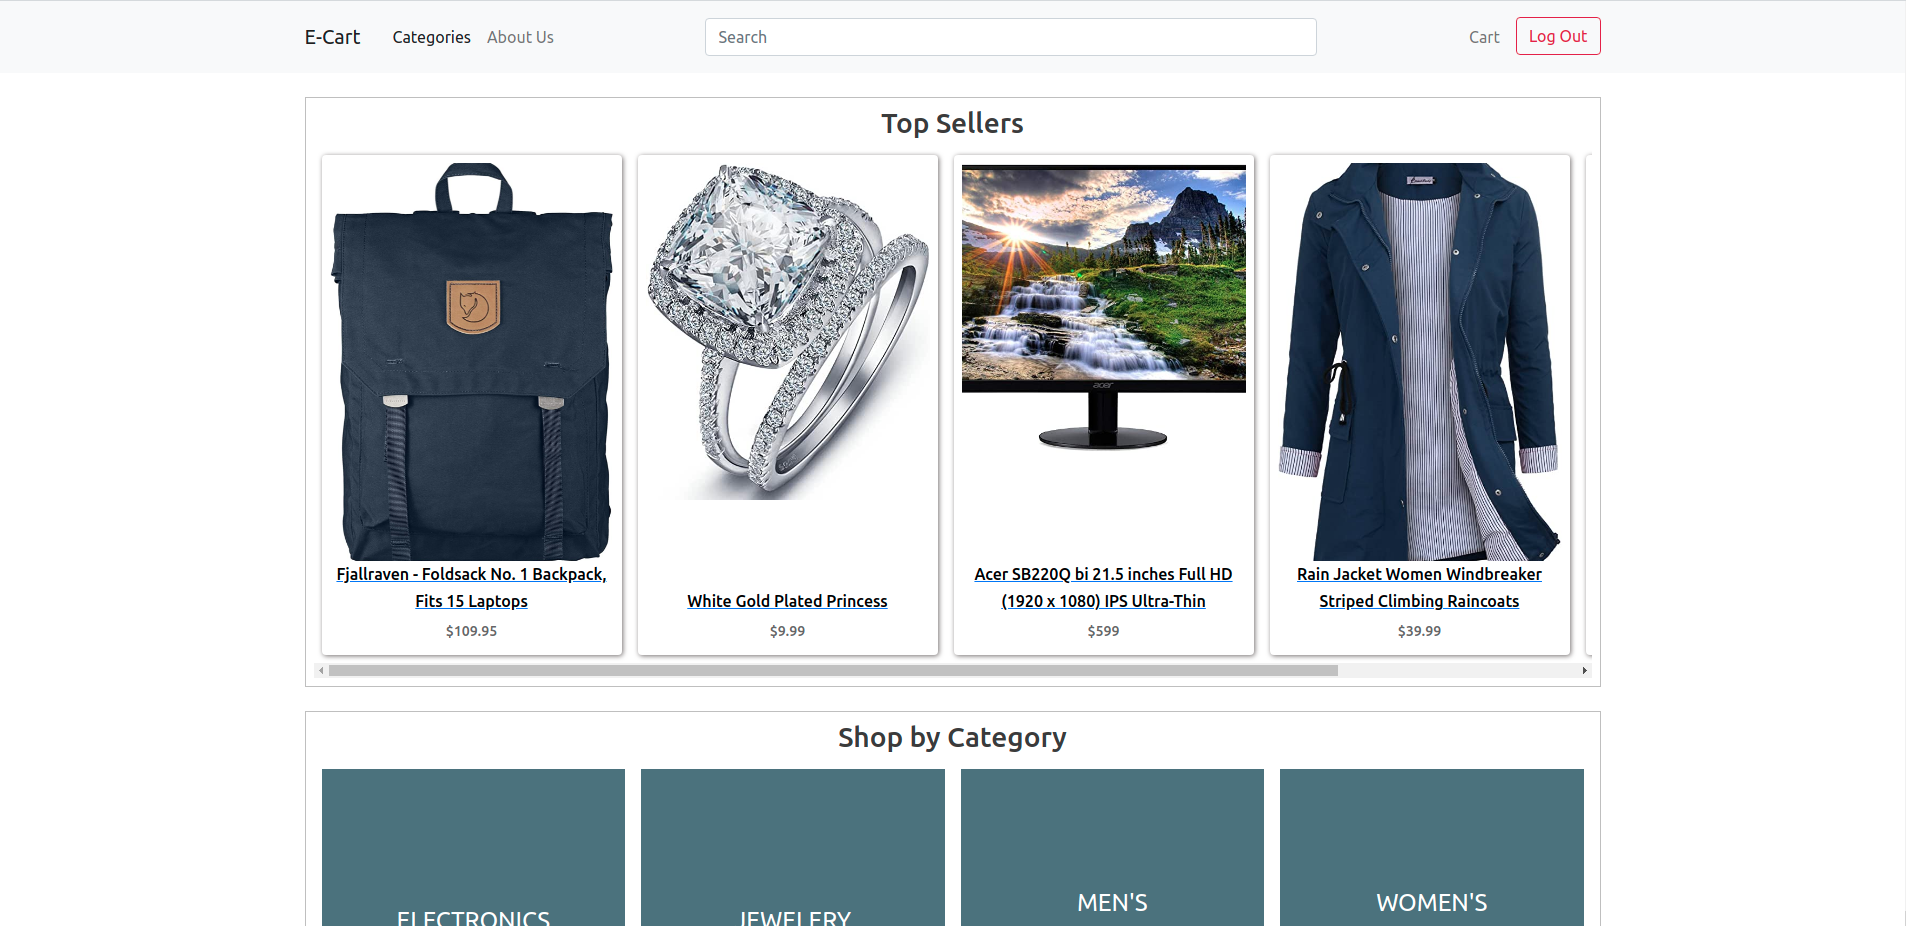 E-Cart Categories About Us Search Cart Log Out
Top Sellers
acer
Fjallraven - Foldsack No. 1 Backpack,
Fits 15 Laptops
$109.95
White Gold Plated Princess
$9.99
Acer SB220Q bi 21.5 inches Full HD
(1920 x 1080) IPS Ultra-Thin
$599
Rain Jacket Women Windbreaker
Striped Climbing Raincoats
$39.99
Shop by Category
ELECTRONICS
JEWELERY
MEN'S
WOMEN'S